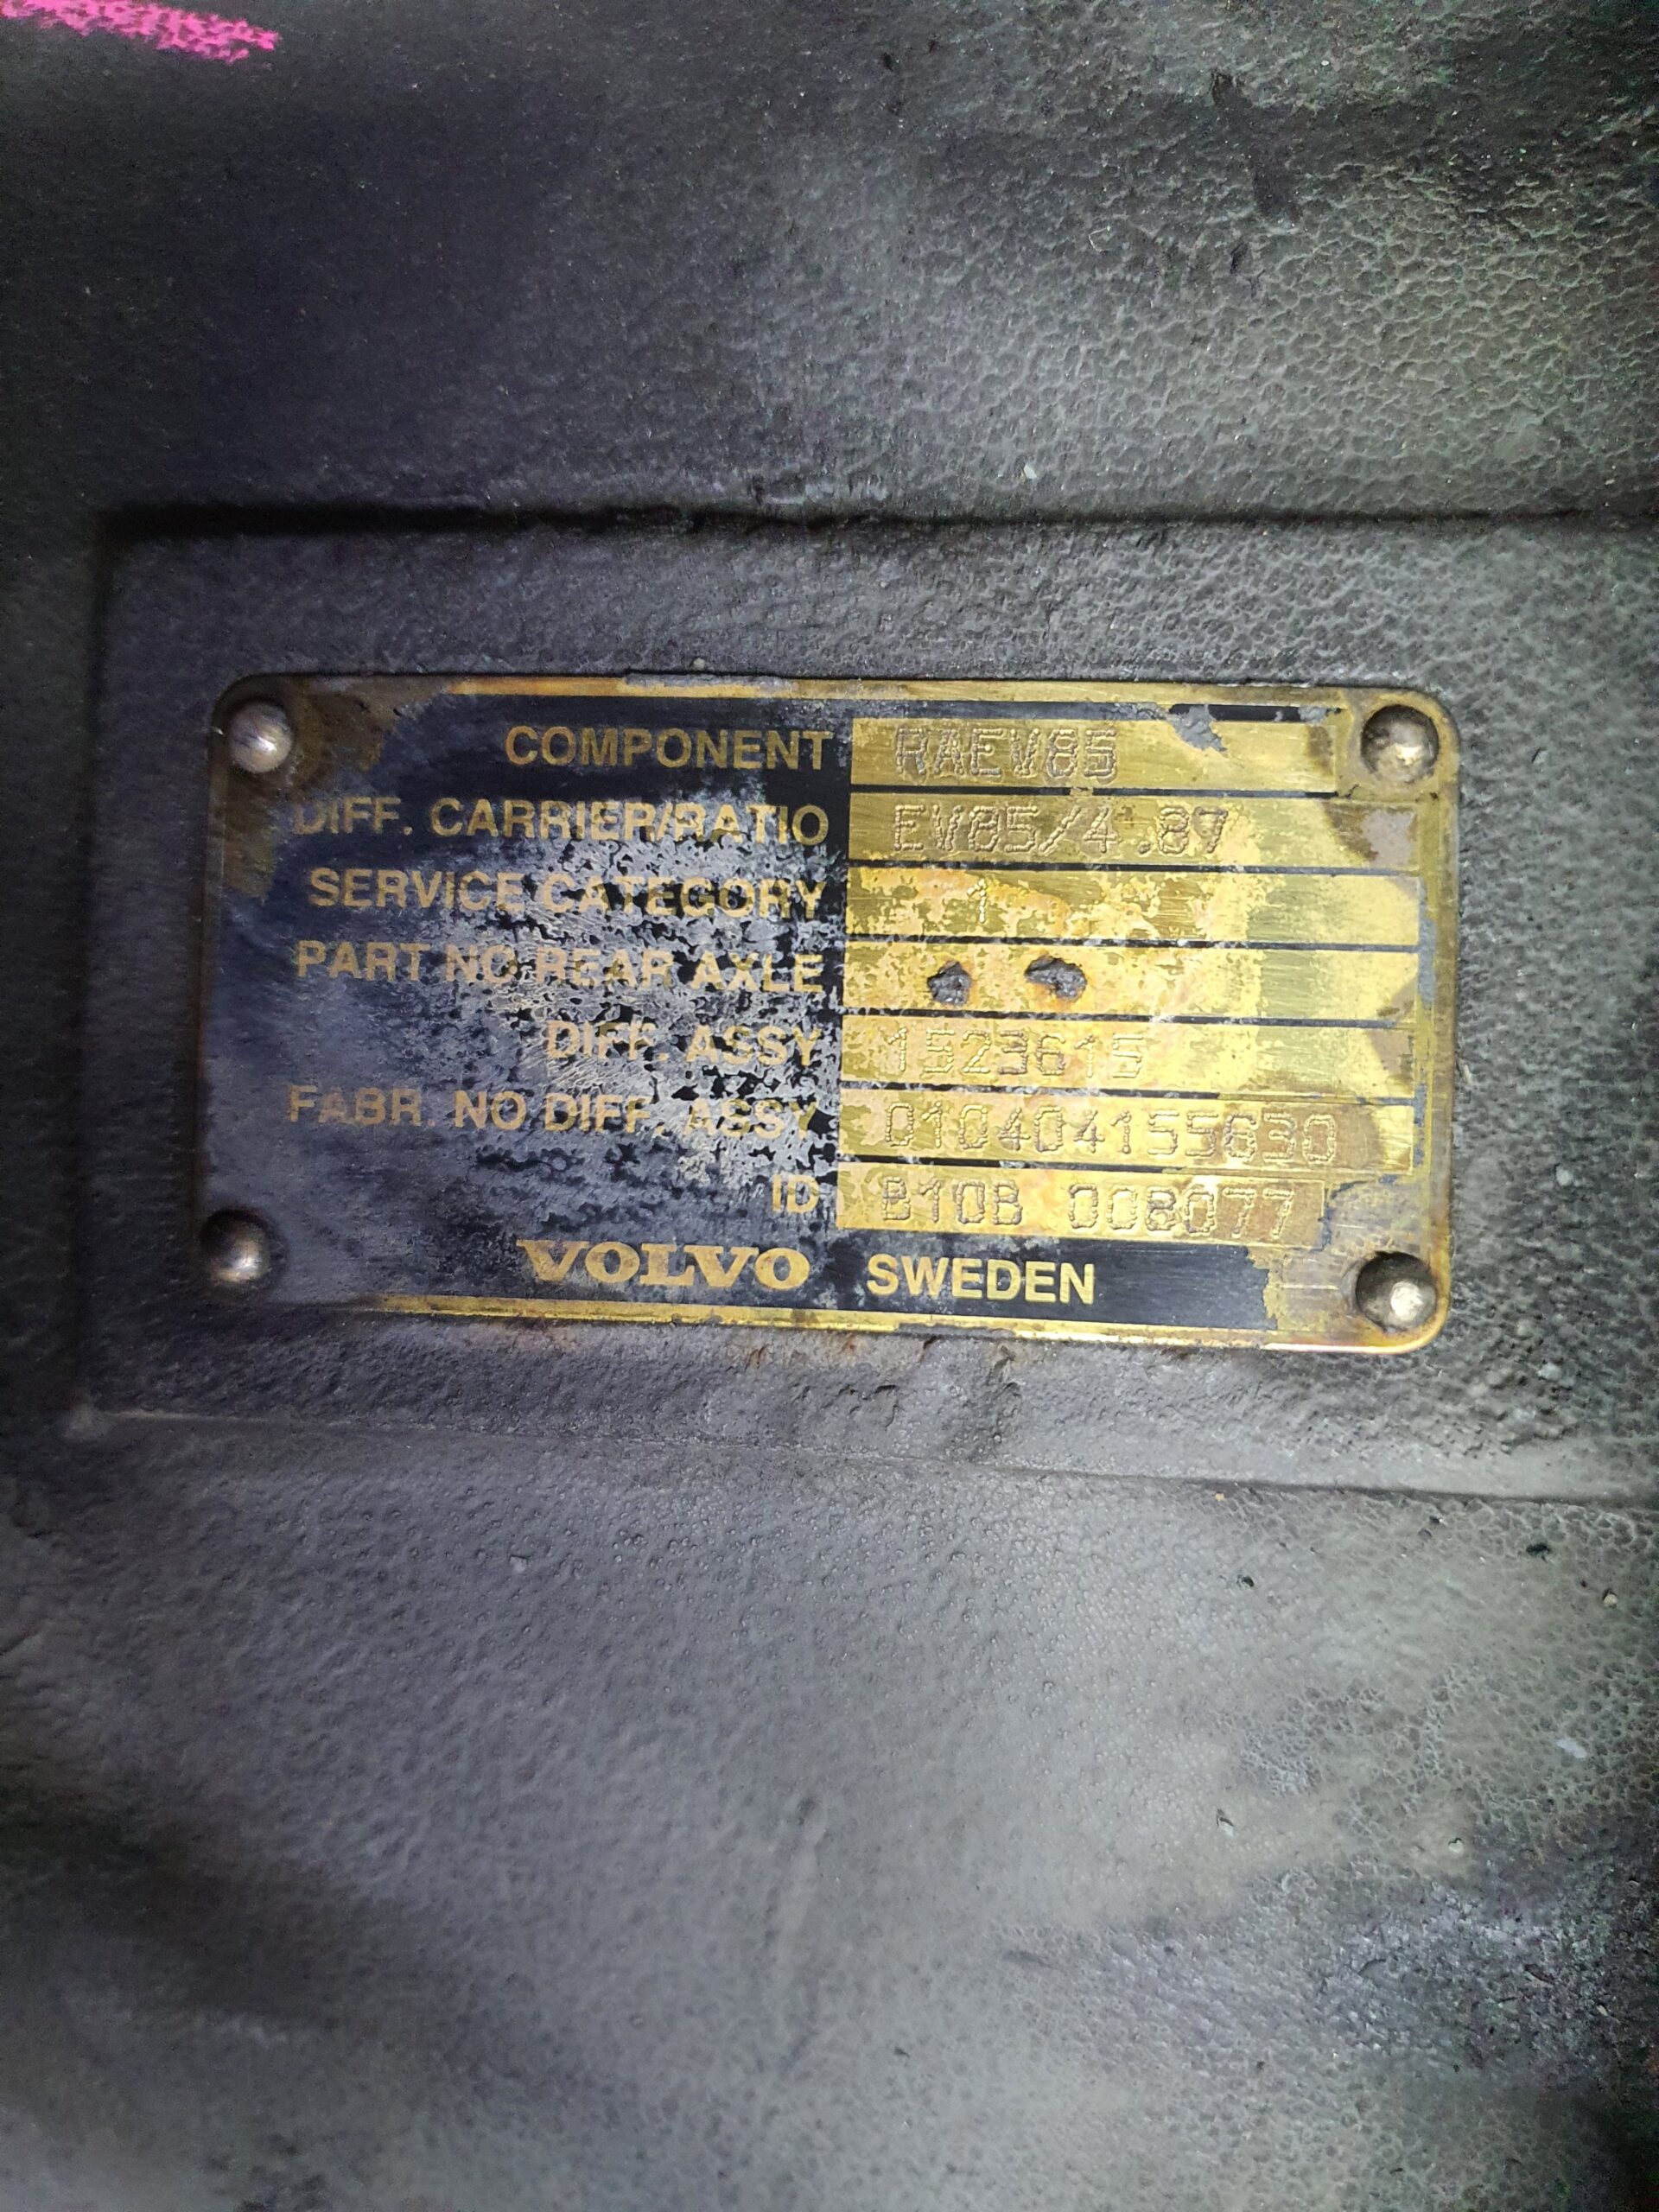 COMPONENT RAEV85
DIFF. CARRIER/RATIO EV85/4.87
SERVICE CATEGORY 1
PART NO REAR AXLE
DIFF. ASSY 1523615
FABR. NO DIFF. ASSY 010404155630
ID B10B 008077
VOLVO SWEDEN